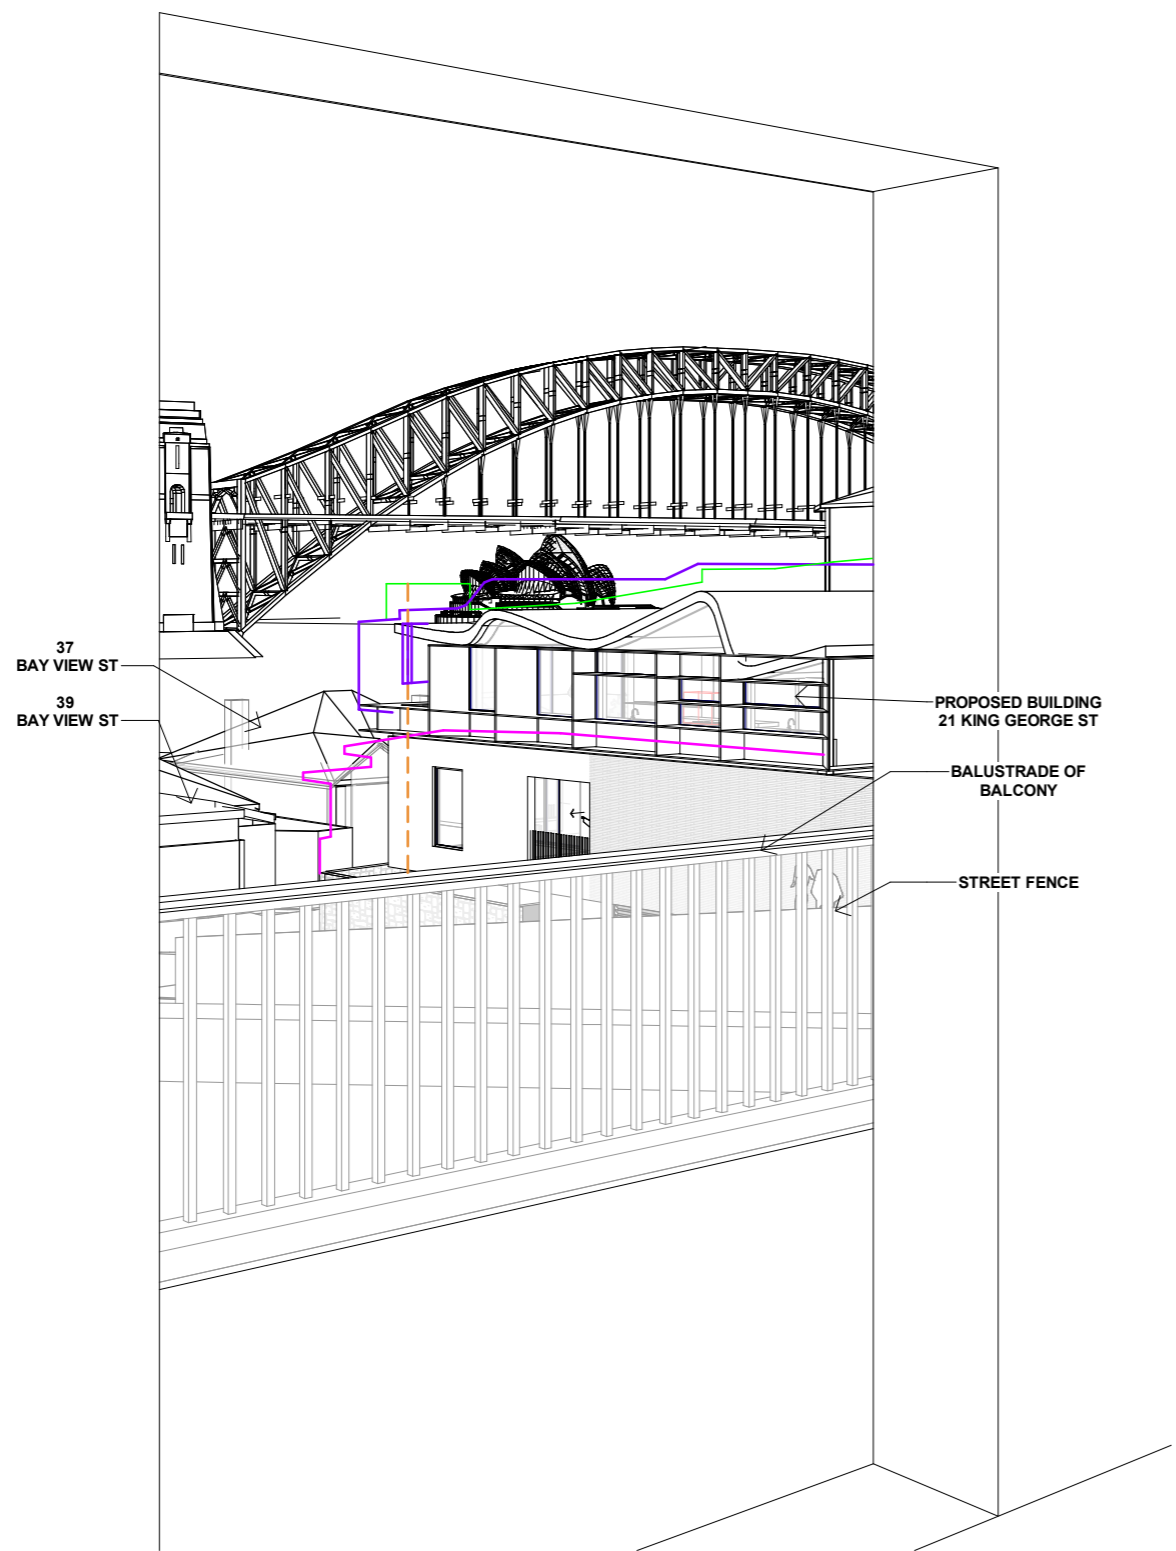 37
BAY VIEW ST
39
BAY VIEW ST
PROPOSED BUILDING
21 KING GEORGE ST
BALUSTRADE OF
BALCONY
STREET FENCE